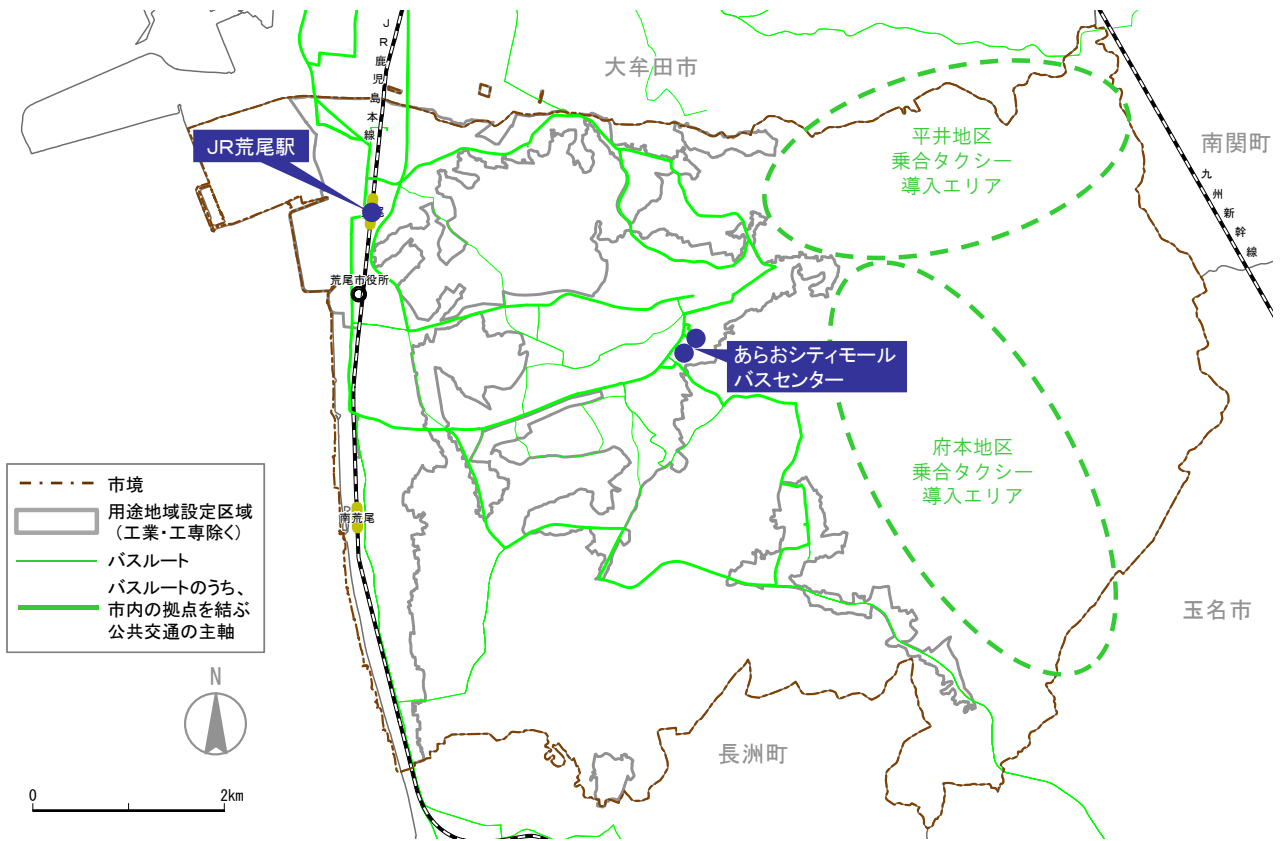 JR鹿児島本線
大牟田市
平井地区
乗合タクシー
導入エリア
南関町
九州新幹線
JR荒尾駅
荒尾市役所
あらおシティモール
バスセンター
府本地区
乗合タクシー
導入エリア
南荒尾
市境
用途地域設定区域
(工業・工専除く)
バスルート
バスルートのうち、
市内の拠点を結ぶ
公共交通の主軸
玉名市
長洲町
N
0
2km